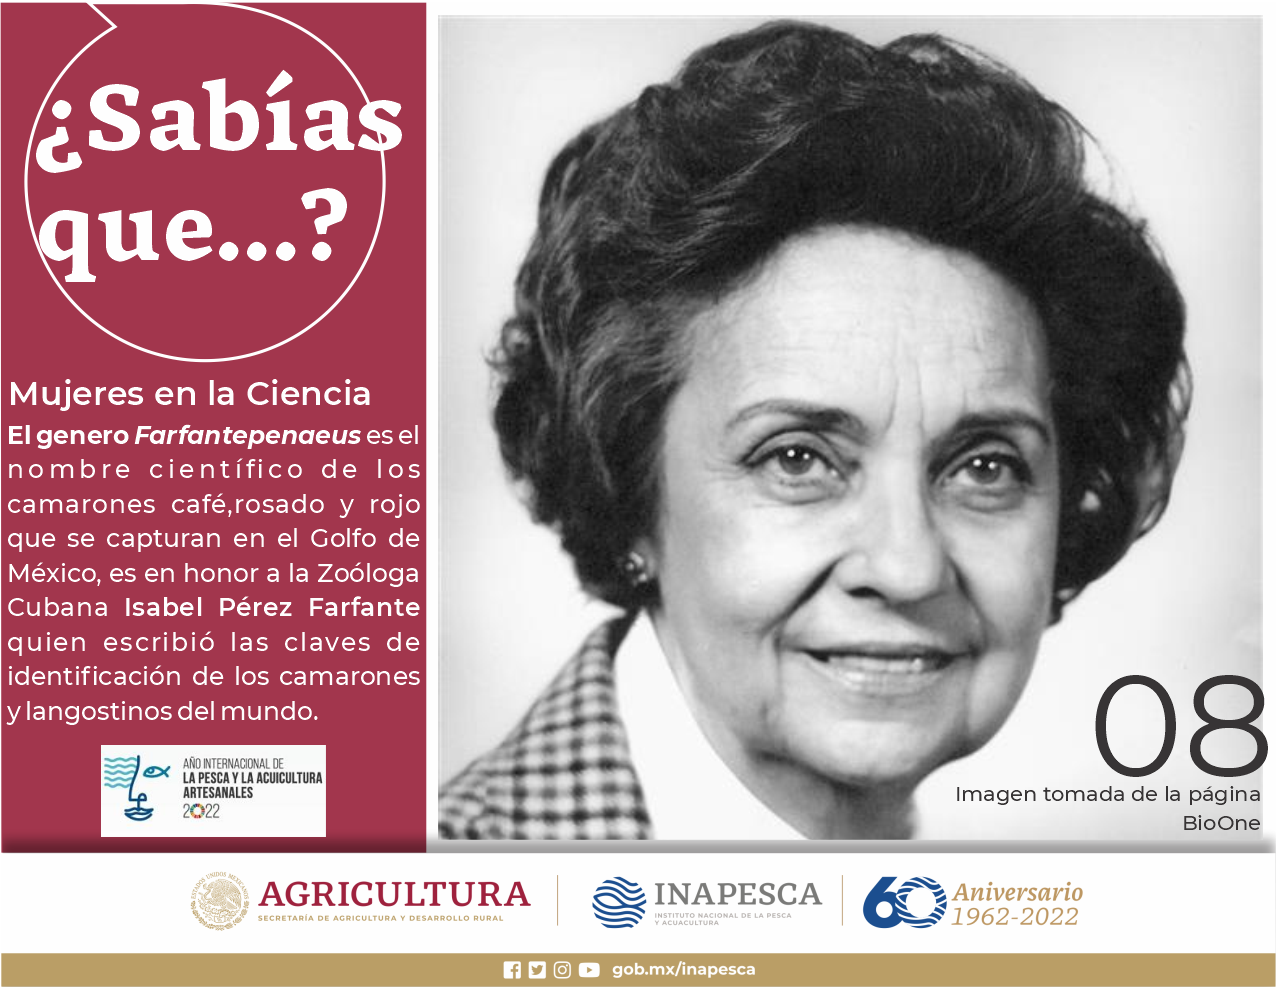 ¿Sabías
que...?
Mujeres en la Ciencia
El genero Farfantepenaeus es el
nombre científico de los
camarones café,rosado y rojo
que se capturan en el Golfo de
México, es en honor a la Zoóloga
Cubana Isabel Pérez Farfante
quien escribió las claves de
identificación de los camarones
y langostinos del mundo.
AÑO INTERNACIONAL DE
LA PESCA Y LA ACUICULTURA
ARTESANALES
2022
08
Imagen tomada de la página
BioOne
ESTADOS UNIDOS MEXICANOS
AGRICULTURA
SECRETARÍA DE AGRICULTURA Y DESARROLLO RURAL
INAPESCA
INSTITUTO NACIONAL DE LA PESCA
Y ACUACULTURA
60 Aniversario
1962-2022
gob.mx/inapesca